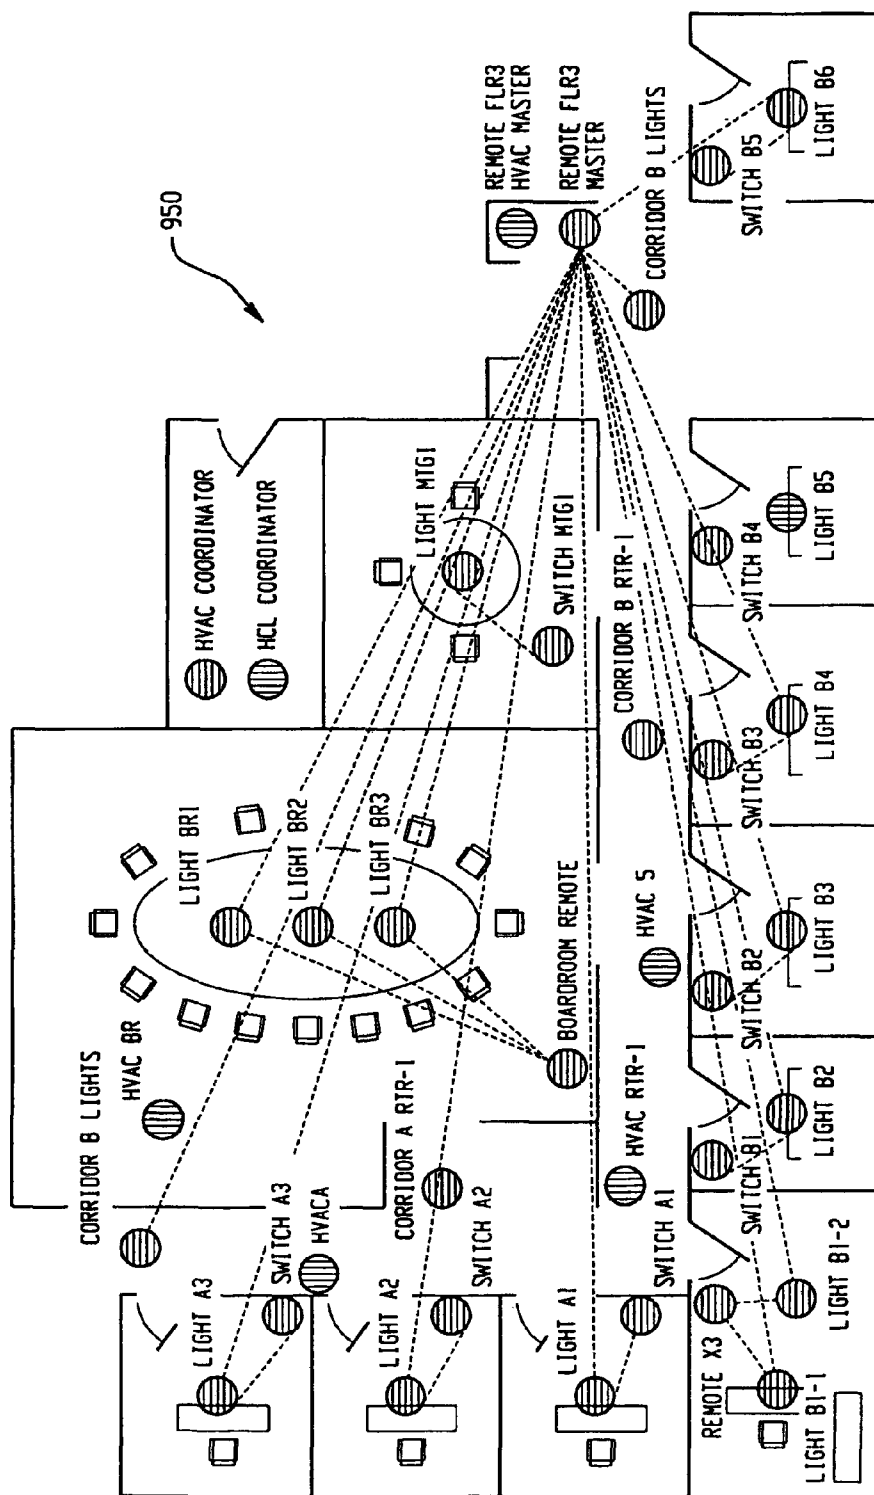 950
REMOTE FLR3
HVAC MASTER
REMOTE FLR3
MASTER
CORRIDOR B LIGHTS
SWITCH B5
LIGHT B6
HVAC COORDINATOR
HCL COORDINATOR
LIGHT MTG1
SWITCH MTG1
CORRIDOR B RTR-1
SWITCH B4
LIGHT B5
SWITCH B3
LIGHT B4
LIGHT BR1
LIGHT BR2
LIGHT BR3
BOARDROOM REMOTE
HVAC 5
SWITCH B2
LIGHT B3
CORRIDOR B LIGHTS
HVAC BR
CORRIDOR A RTR-1
HVAC RTR-1
SWITCH B1
LIGHT B2
LIGHT A3
SWITCH A3
HVACA
LIGHT A2
SWITCH A2
LIGHT A1
SWITCH A1
REMOTE X3
LIGHT B1-1
LIGHT B1-2